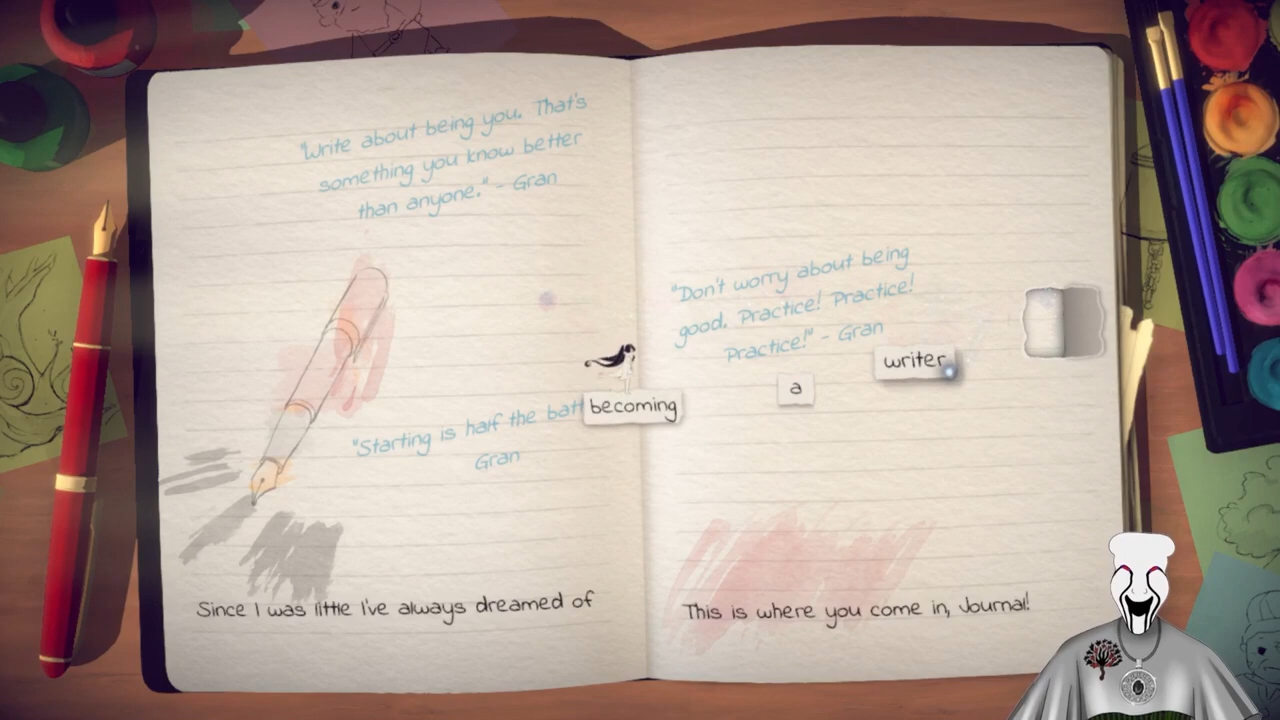 "Write about being you. That's
something you know better
than anyone." - Gran
"Starting is half the batt
Gran
Since I was little I've always dreamed of
becoming
"Don't worry about being
good. Practice! Practice!
Practice!" - Gran
a
writer
This is where you come in, Journal!